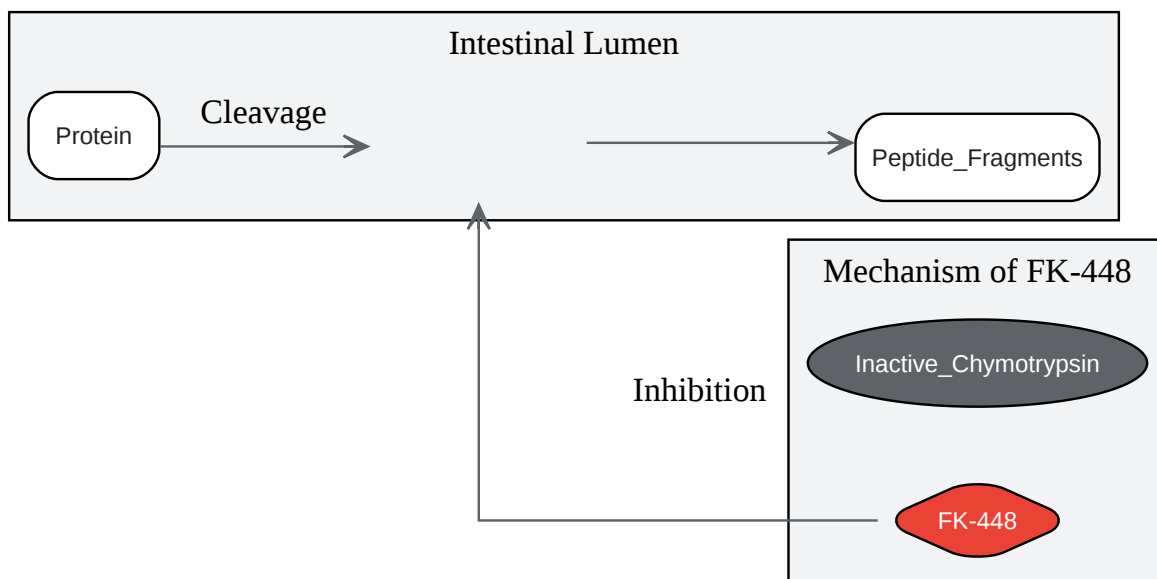 Intestinal Lumen
Cleavage
Protein
Peptide_Fragments
Mechanism of FK-448
Inactive_Chymotrypsin
Inhibition
FK-448